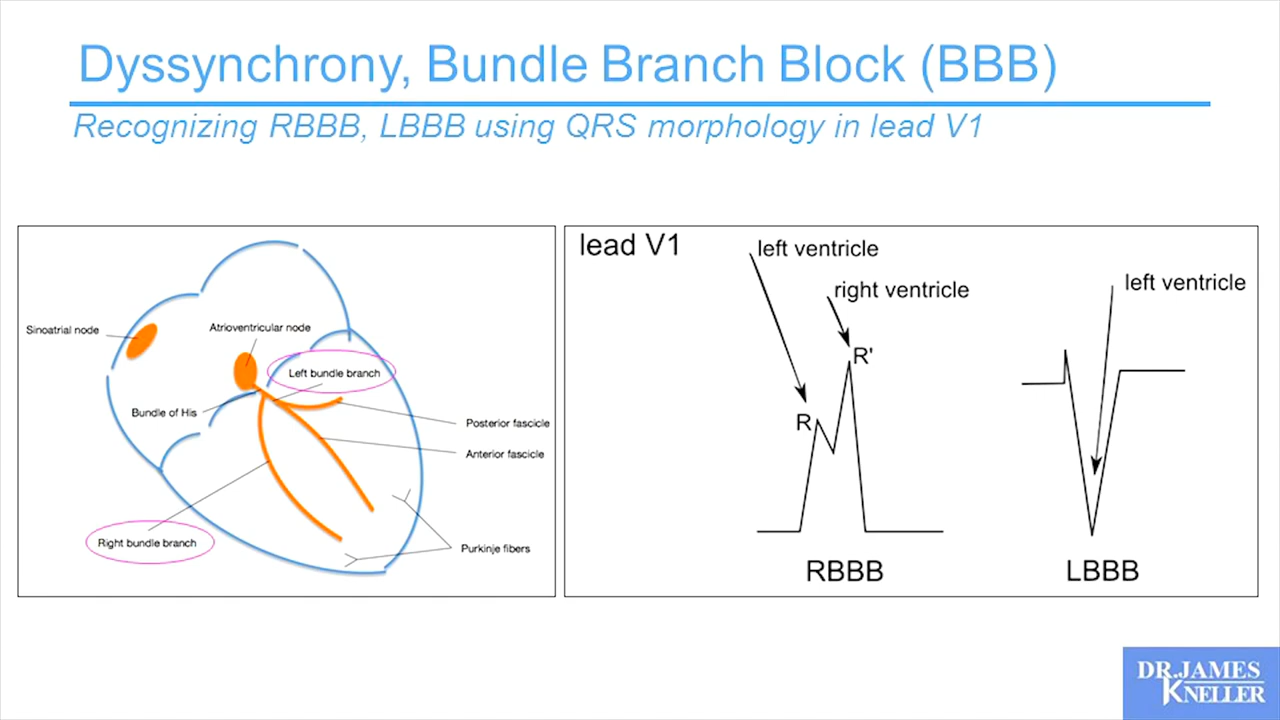 Dyssynchrony, Bundle Branch Block (BBB)
Recognizing RBBB, LBBB using QRS morphology in lead V1
Sinoatrial node
Atrioventricular node
Left bundle branch
Bundle of His
Posterior fascicle
Anterior fascicle
Right bundle branch
Purkinje fibers
lead V1
left ventricle
right ventricle
R'
R
RBBB
left ventricle
LBBB
DR.JAMES
KNELLER